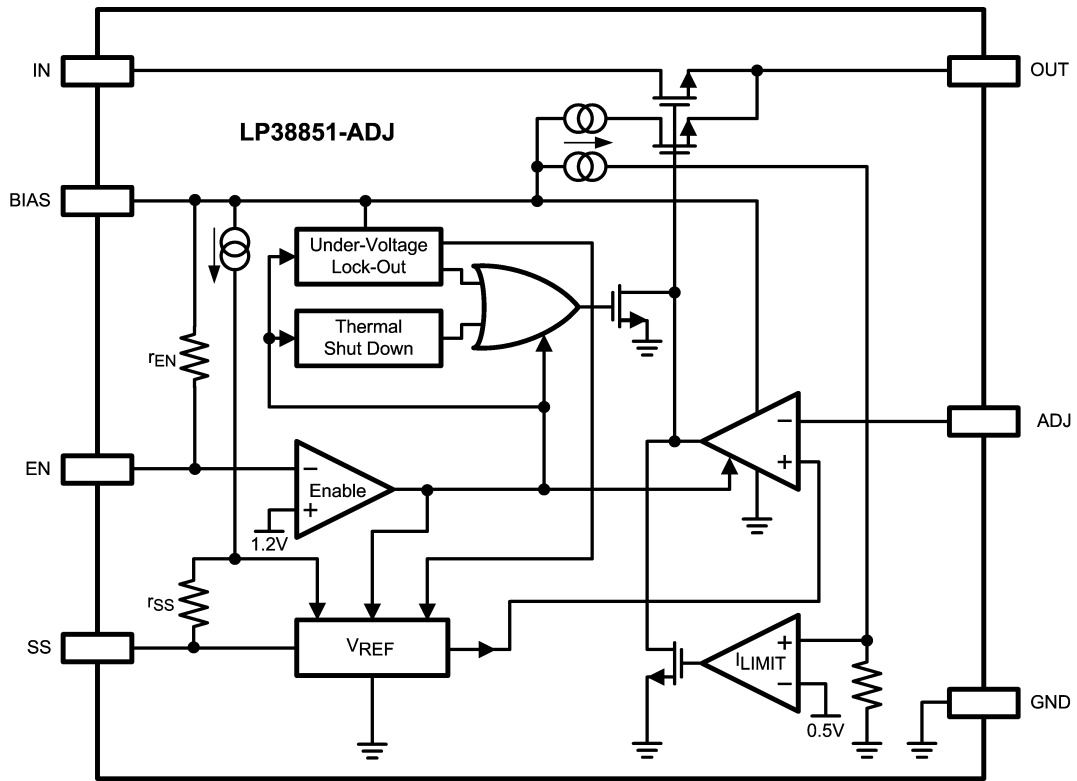 IN
OUT
LP38851-ADJ
BIAS
Under-Voltage
Lock-Out
Thermal
Shut Down
rEN
ADJ
−
+
EN
−
Enable
+
1.2V
rSS
SS
VREF
+
ILIMIT
−
0.5V
GND